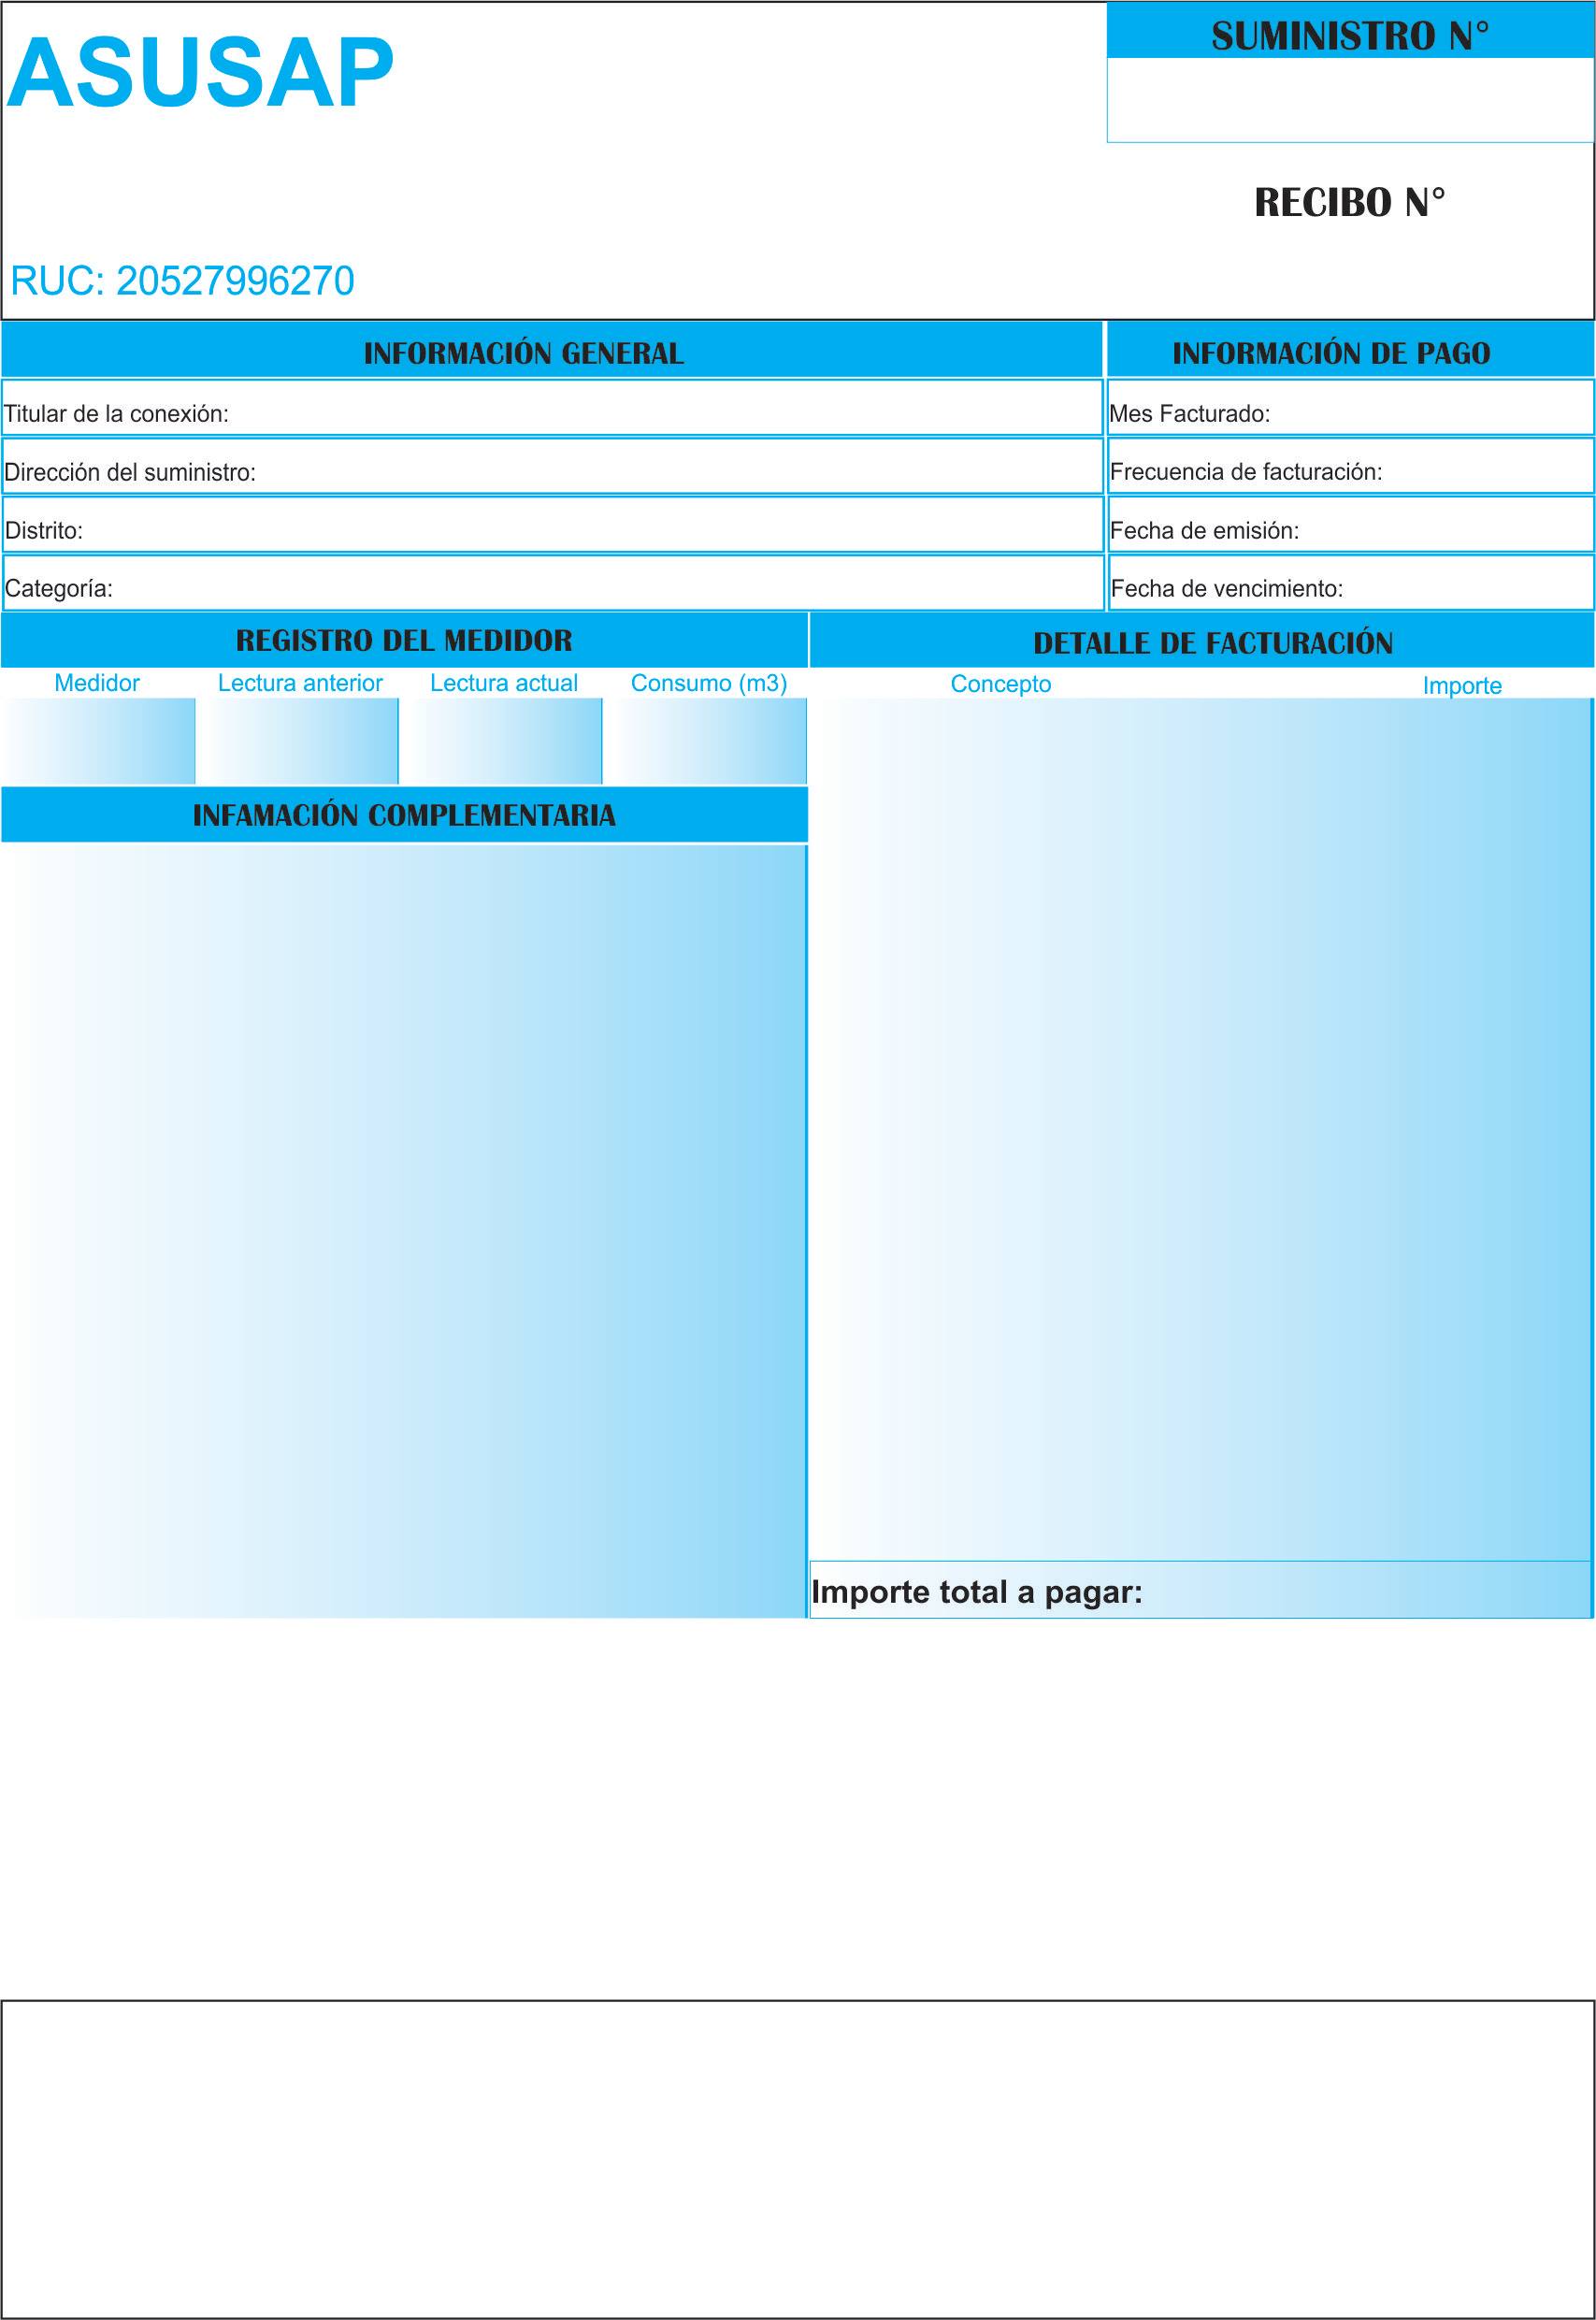 ASUSAP
SUMINISTRO N°
RECIBO N°
RUC: 20527996270
INFORMACIÓN GENERAL
INFORMACIÓN DE PAGO
Titular de la conexión:
Mes Facturado:
Dirección del suministro:
Frecuencia de facturación:
Distrito:
Fecha de emisión:
Categoría:
Fecha de vencimiento:
REGISTRO DEL MEDIDOR
DETALLE DE FACTURACIÓN
Medidor Lectura anterior Lectura actual Consumo (m3)
Concepto Importe
INFAMACIÓN COMPLEMENTARIA
Importe total a pagar: